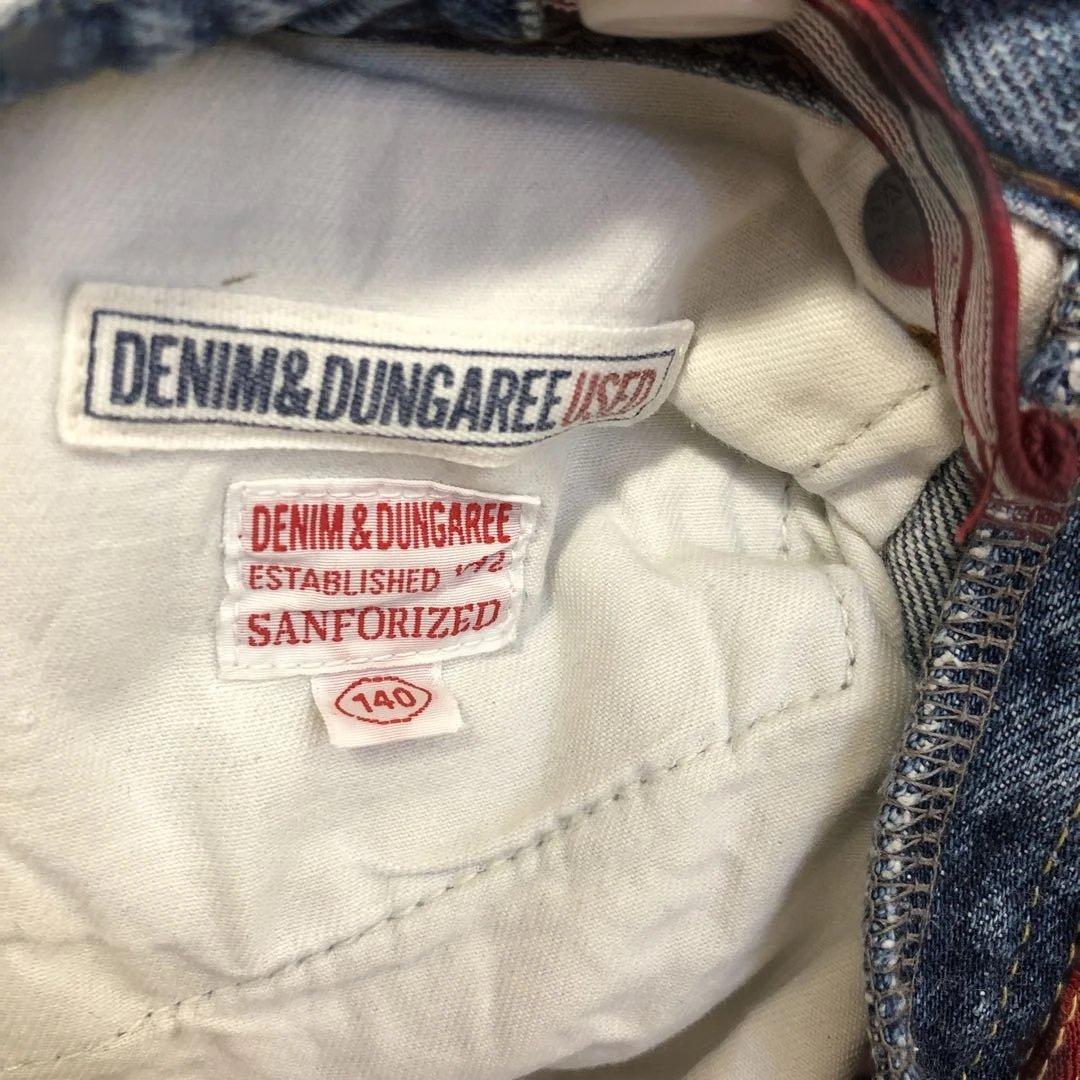 DENIM&DUNGAREE USED
DENIM & DUNGAREE
ESTABLISHED
SANFORIZED
140